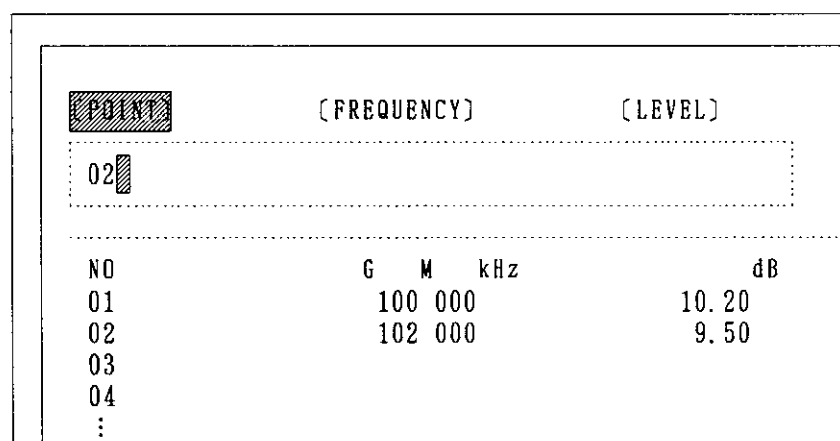 [POINT] [FREQUENCY] [LEVEL]
02
NO G M kHz dB
01 100 000 10.20
02 102 000 9.50
03
04
⋮